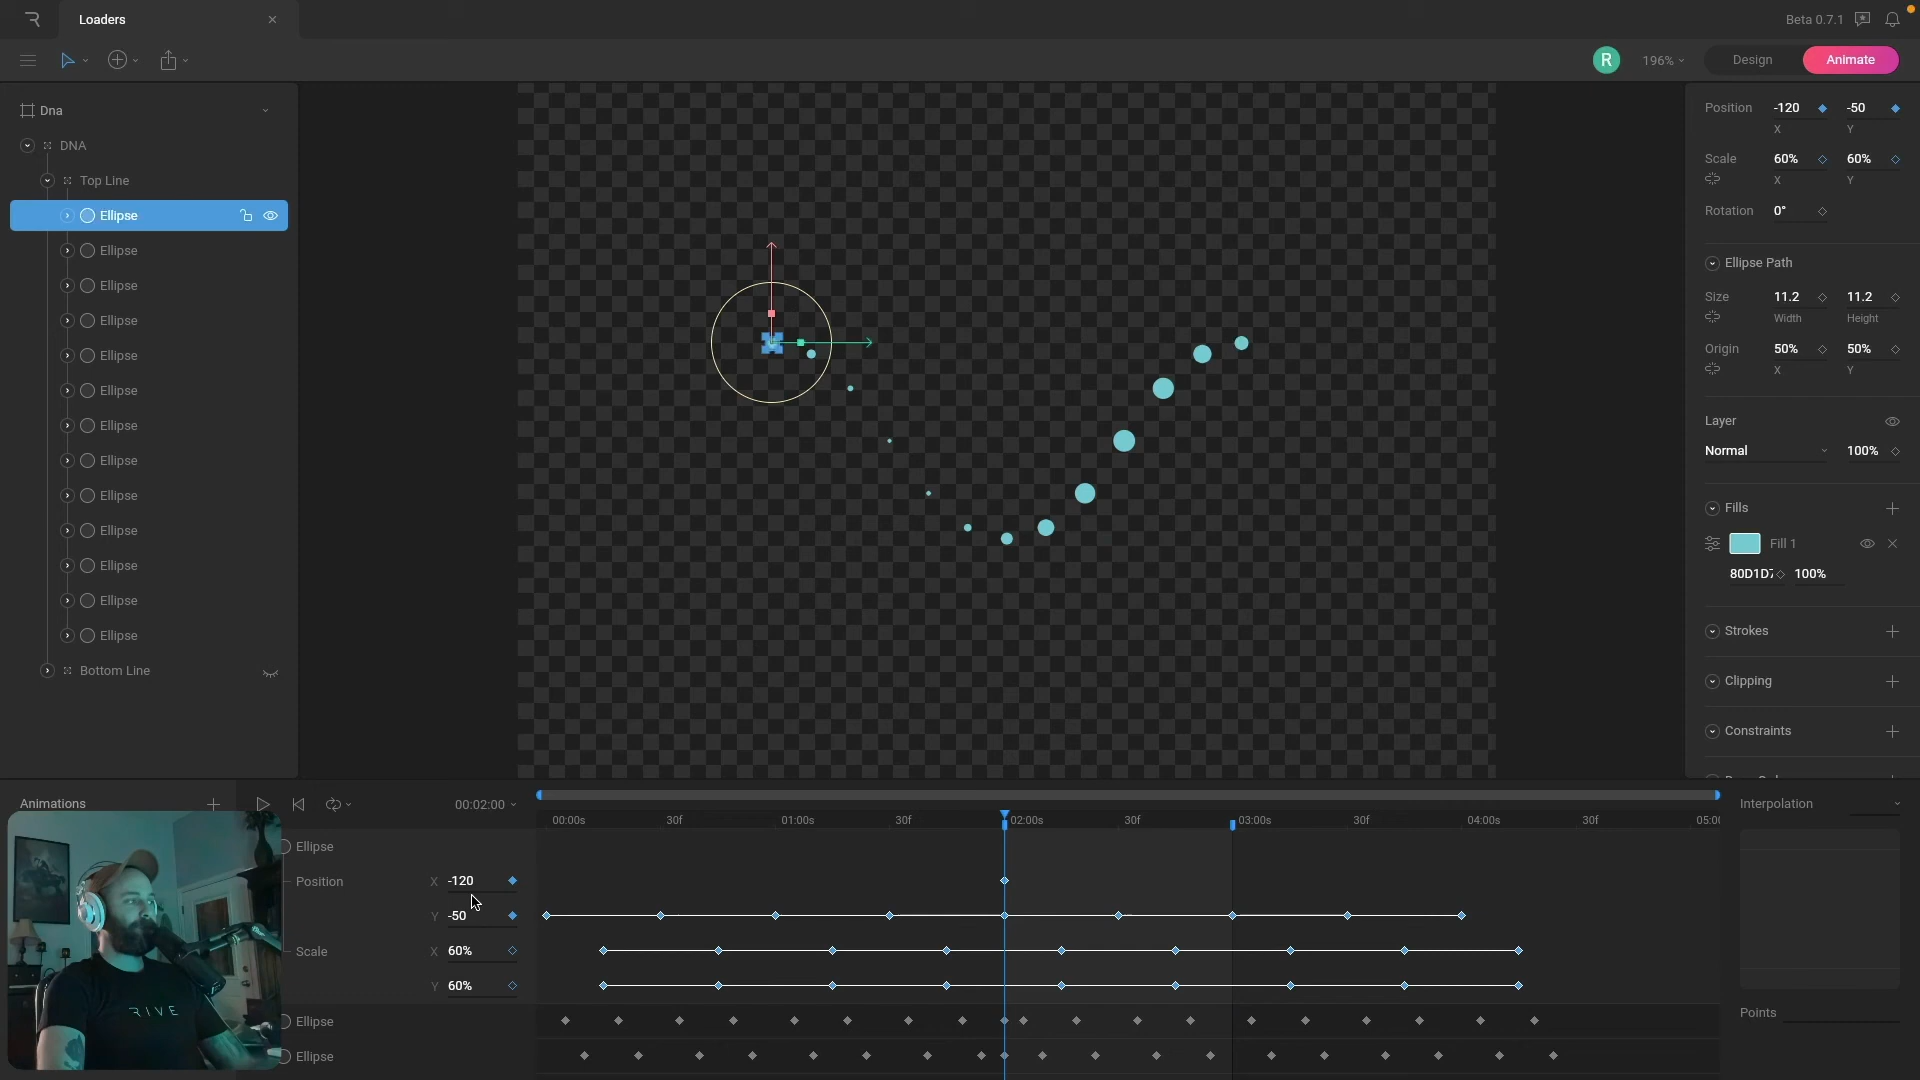 Loaders
Beta 0.7.1
R
196%
Design
Animate
Dna
DNA
Top Line
Ellipse
Ellipse
Ellipse
Ellipse
Ellipse
Ellipse
Ellipse
Ellipse
Ellipse
Ellipse
Ellipse
Ellipse
Ellipse
Bottom Line
Position -120 -50
X Y
Scale 60% 60%
X Y
Rotation 0°
Ellipse Path
Size 11.2 11.2
Width Height
Origin 50% 50%
X Y
Layer
Normal 100%
Fills
Fill 1
80D1D7 100%
Strokes
Clipping
Constraints
Animations
00:02:00
00:00s 30f 01:00s 30f 02:00s 30f 03:00s 30f 04:00s 30f
Ellipse
Position X -120
Y -50
Scale X 60%
Y 60%
Ellipse
Ellipse
Interpolation
Points
RIVE